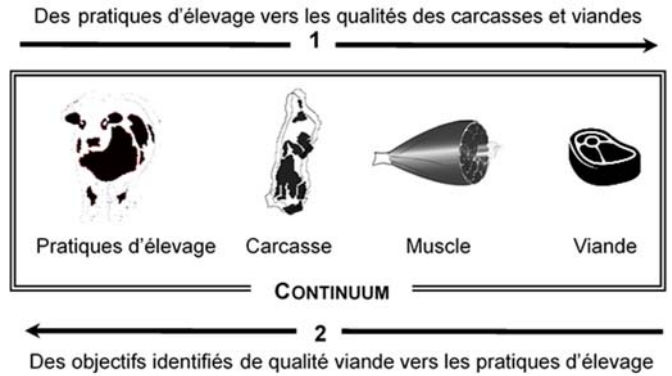 Des pratiques d'élevage vers les qualités des carcasses et viandes
1
Pratiques d'élevage Carcasse Muscle Viande
CONTINUUM
2
Des objectifs identifiés de qualité viande vers les pratiques d'élevage